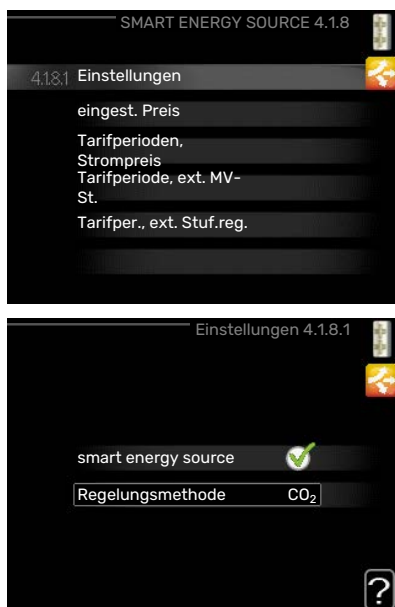 SMART ENERGY SOURCE 4.1.8
4.1.8.1 Einstellungen
eingest. Preis
Tarifperioden,
Strompreis
Tarifperiode, ext. MV-
St.
Tarifper., ext. Stuf.reg.
Einstellungen 4.1.8.1
smart energy source
Regelungsmethode CO₂
?